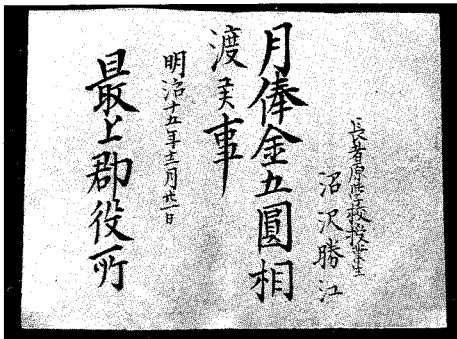 長者原学校授業生
沼沢勝江
月俸金五圓相
渡候事
明治十五年十二月廿一日
最上郡役所